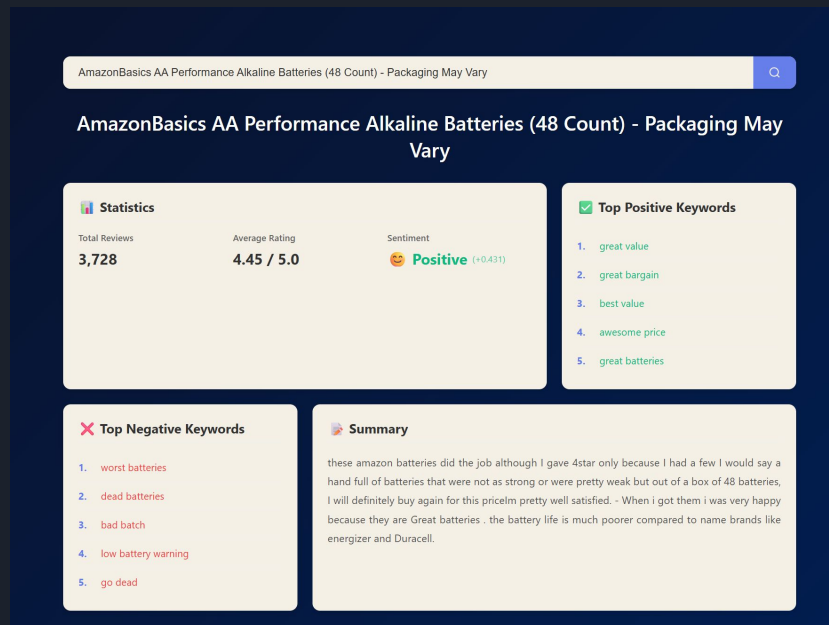 AmazonBasics AA Performance Alkaline Batteries (48 Count) - Packaging May Vary
AmazonBasics AA Performance Alkaline Batteries (48 Count) - Packaging May
Vary
Statistics
Total Reviews
3,728
Average Rating
4.45 / 5.0
Sentiment
Positive (+0.431)
Top Positive Keywords
1. great value
2. great bargain
3. best value
4. awesome price
5. great batteries
Top Negative Keywords
1. worst batteries
2. dead batteries
3. bad batch
4. low battery warning
5. go dead
Summary
these amazon batteries did the job although I gave 4star only because I had a few I would say a
hand full of batteries that were not as strong or were pretty weak but out of a box of 48 batteries,
I will definitely buy again for this priceIm pretty well satisfied. - When i got them i was very happy
because they are Great batteries . the battery life is much poorer compared to name brands like
energizer and Duracell.